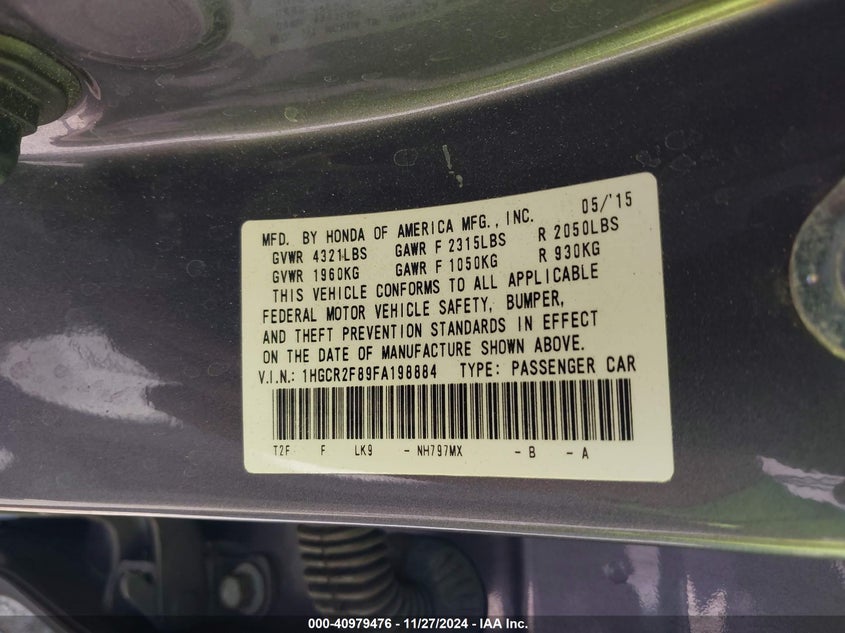 MFD. BY HONDA OF AMERICA MFG., INC. 05/'15
GVWR 4321LBS GAWR F 2315LBS R 2050LBS
GVWR 1960KG GAWR F 1050KG R 930KG
THIS VEHICLE CONFORMS TO ALL APPLICABLE
FEDERAL MOTOR VEHICLE SAFETY, BUMPER,
AND THEFT PREVENTION STANDARDS IN EFFECT
ON THE DATE OF MANUFACTURE SHOWN ABOVE.
V.I.N.: 1HGCR2F89FA198884 TYPE: PASSENGER CAR
T2F F LK9 - NH797MX - B - A
000-40979476 - 11/27/2024 - IAA Inc.